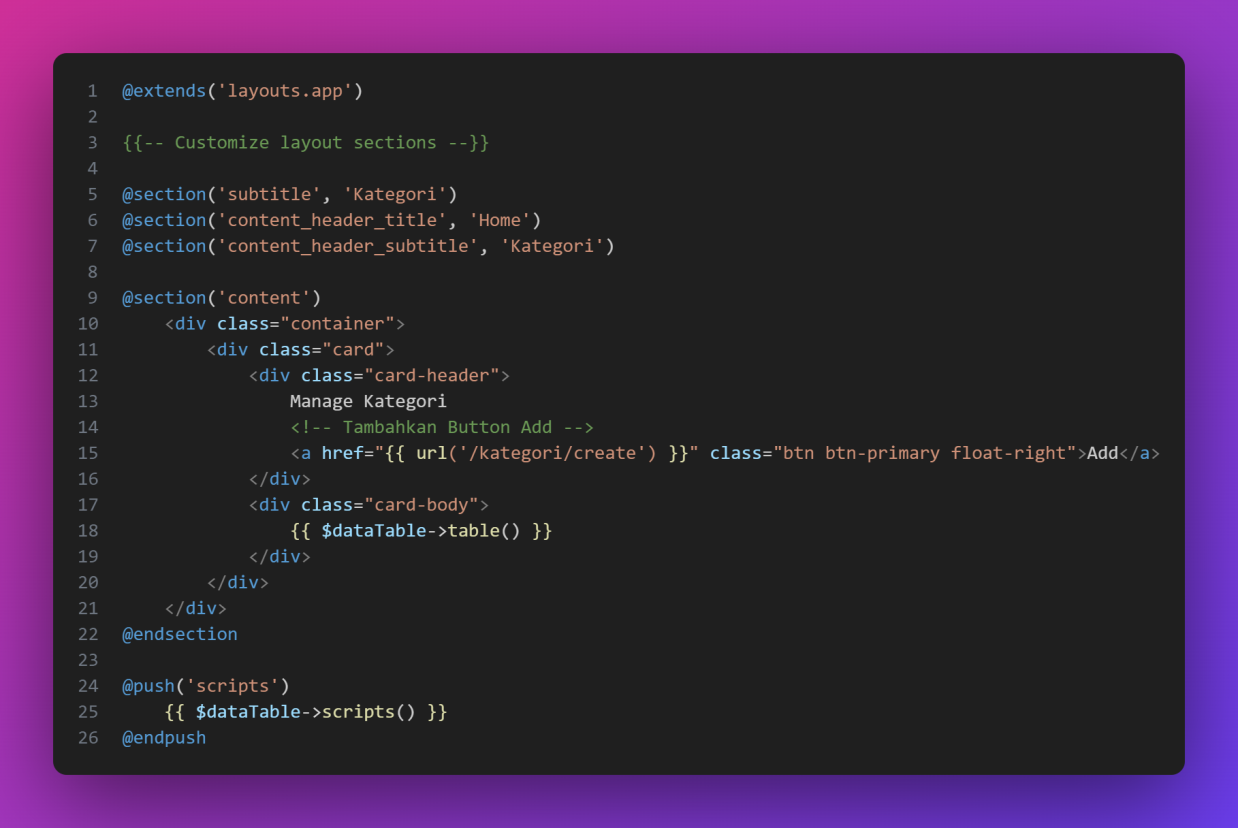 1 @extends('layouts.app')
2
3 {{-- Customize layout sections --}}
4
5 @section('subtitle', 'Kategori')
6 @section('content_header_title', 'Home')
7 @section('content_header_subtitle', 'Kategori')
8
9 @section('content')
10     <div class="container">
11         <div class="card">
12             <div class="card-header">
13                 Manage Kategori
14                 <!-- Tambahkan Button Add -->
15                 <a href="{{ url('/kategori/create') }}" class="btn btn-primary float-right">Add</a>
16             </div>
17             <div class="card-body">
18                 {{ $dataTable->table() }}
19             </div>
20         </div>
21     </div>
22 @endsection
23
24 @push('scripts')
25     {{ $dataTable->scripts() }}
26 @endpush